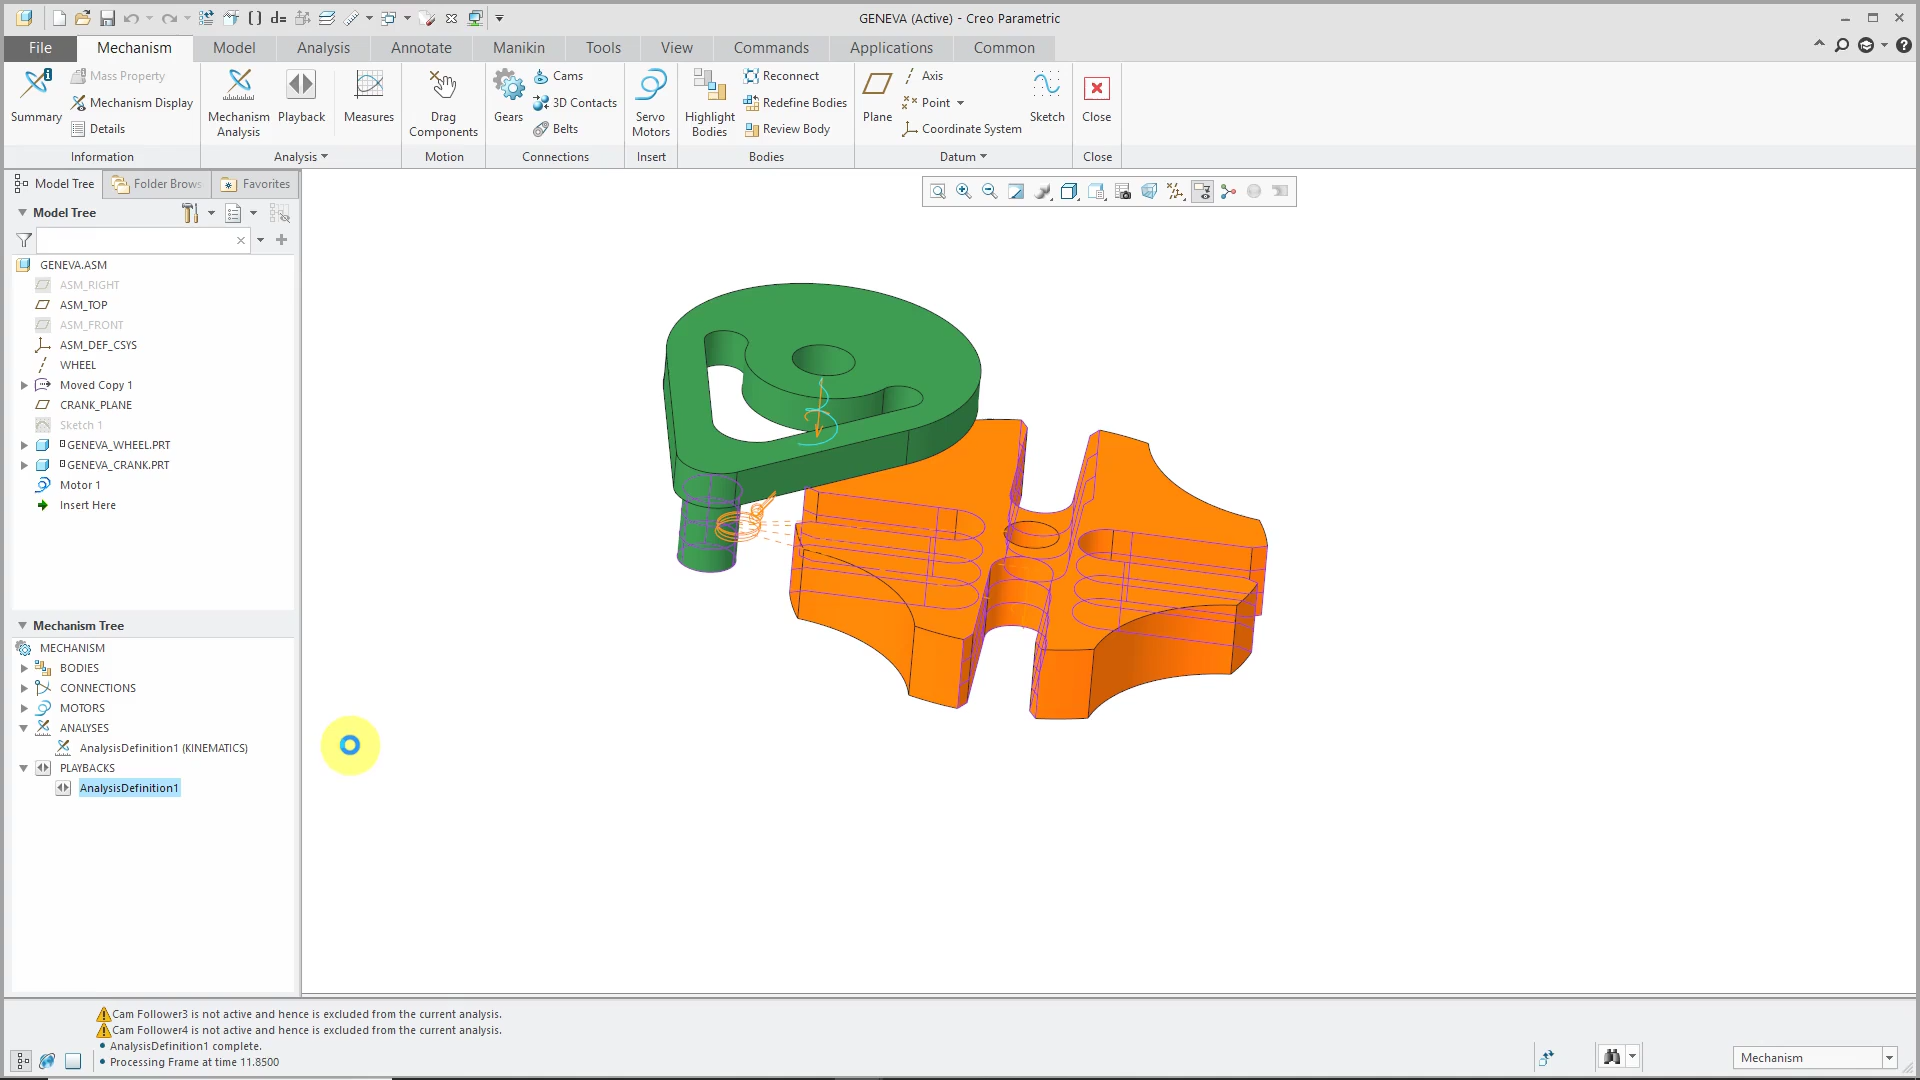 GENEVA (Active) - Creo Parametric
File
Mechanism
Model
Analysis
Annotate
Manikin
Tools
View
Commands
Applications
Common
Summary
Mass Property
Mechanism Display
Details
Information
Mechanism
Analysis
Playback
Measures
Analysis
Drag
Components
Motion
Gears
Cams
3D Contacts
Belts
Connections
Servo
Motors
Insert
Highlight
Bodies
Reconnect
Redefine Bodies
Review Body
Bodies
Plane
Axis
Point
Coordinate System
Sketch
Datum
Close
Close
Model Tree
Folder Brows
Favorites
Model Tree
GENEVA.ASM
ASM_RIGHT
ASM_TOP
ASM_FRONT
ASM_DEF_CSYS
WHEEL
Moved Copy 1
CRANK_PLANE
Sketch 1
GENEVA_WHEEL.PRT
GENEVA_CRANK.PRT
Motor 1
Insert Here
Mechanism Tree
MECHANISM
BODIES
CONNECTIONS
MOTORS
ANALYSES
AnalysisDefinition1 (KINEMATICS)
PLAYBACKS
AnalysisDefinition1
Cam Follower3 is not active and hence is excluded from the current analysis.
Cam Follower4 is not active and hence is excluded from the current analysis.
• AnalysisDefinition1 complete.
• Processing Frame at time 11.8500
Mechanism